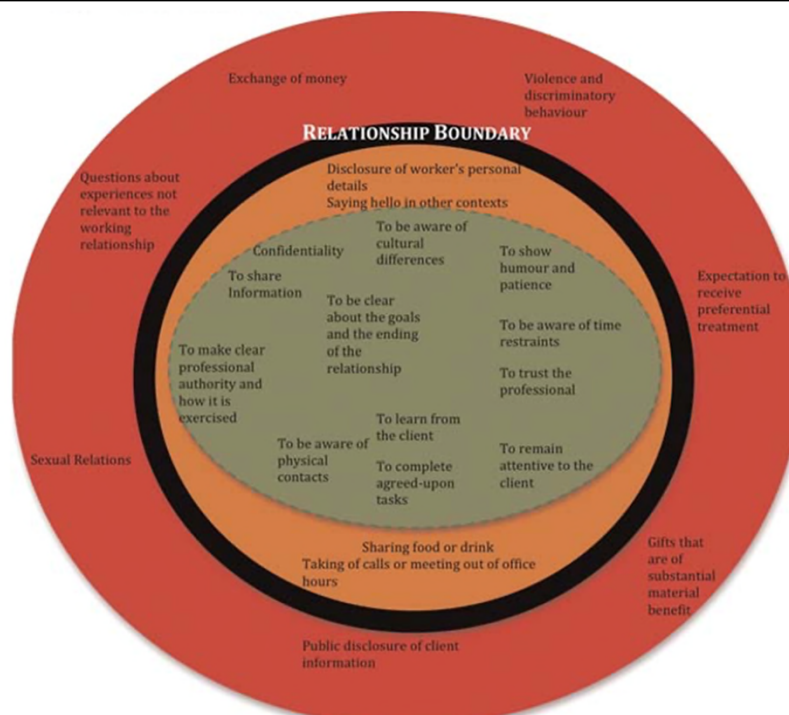 Exchange of money
Violence and
discriminatory
behaviour
RELATIONSHIP BOUNDARY
Questions about
experiences not
relevant to the
working
relationship
Disclosure of worker's personal
details
Saying hello in other contexts
Confidentiality
To be aware of
cultural
differences
To show
humour and
patience
To share
Information
Expectation to
receive
preferential
treatment
To be clear
about the goals
and the ending
of the
relationship
To be aware of time
restraints
To make clear
professional
authority and
how it is
exercised
To trust the
professional
To learn from
the client
To be aware of
physical
contacts
To complete
agreed-upon
tasks
To remain
attentive to the
client
Sexual Relations
Sharing food or drink
Taking of calls or meeting out of office
hours
Gifts that
are of
substantial
material
benefit
Public disclosure of client
information